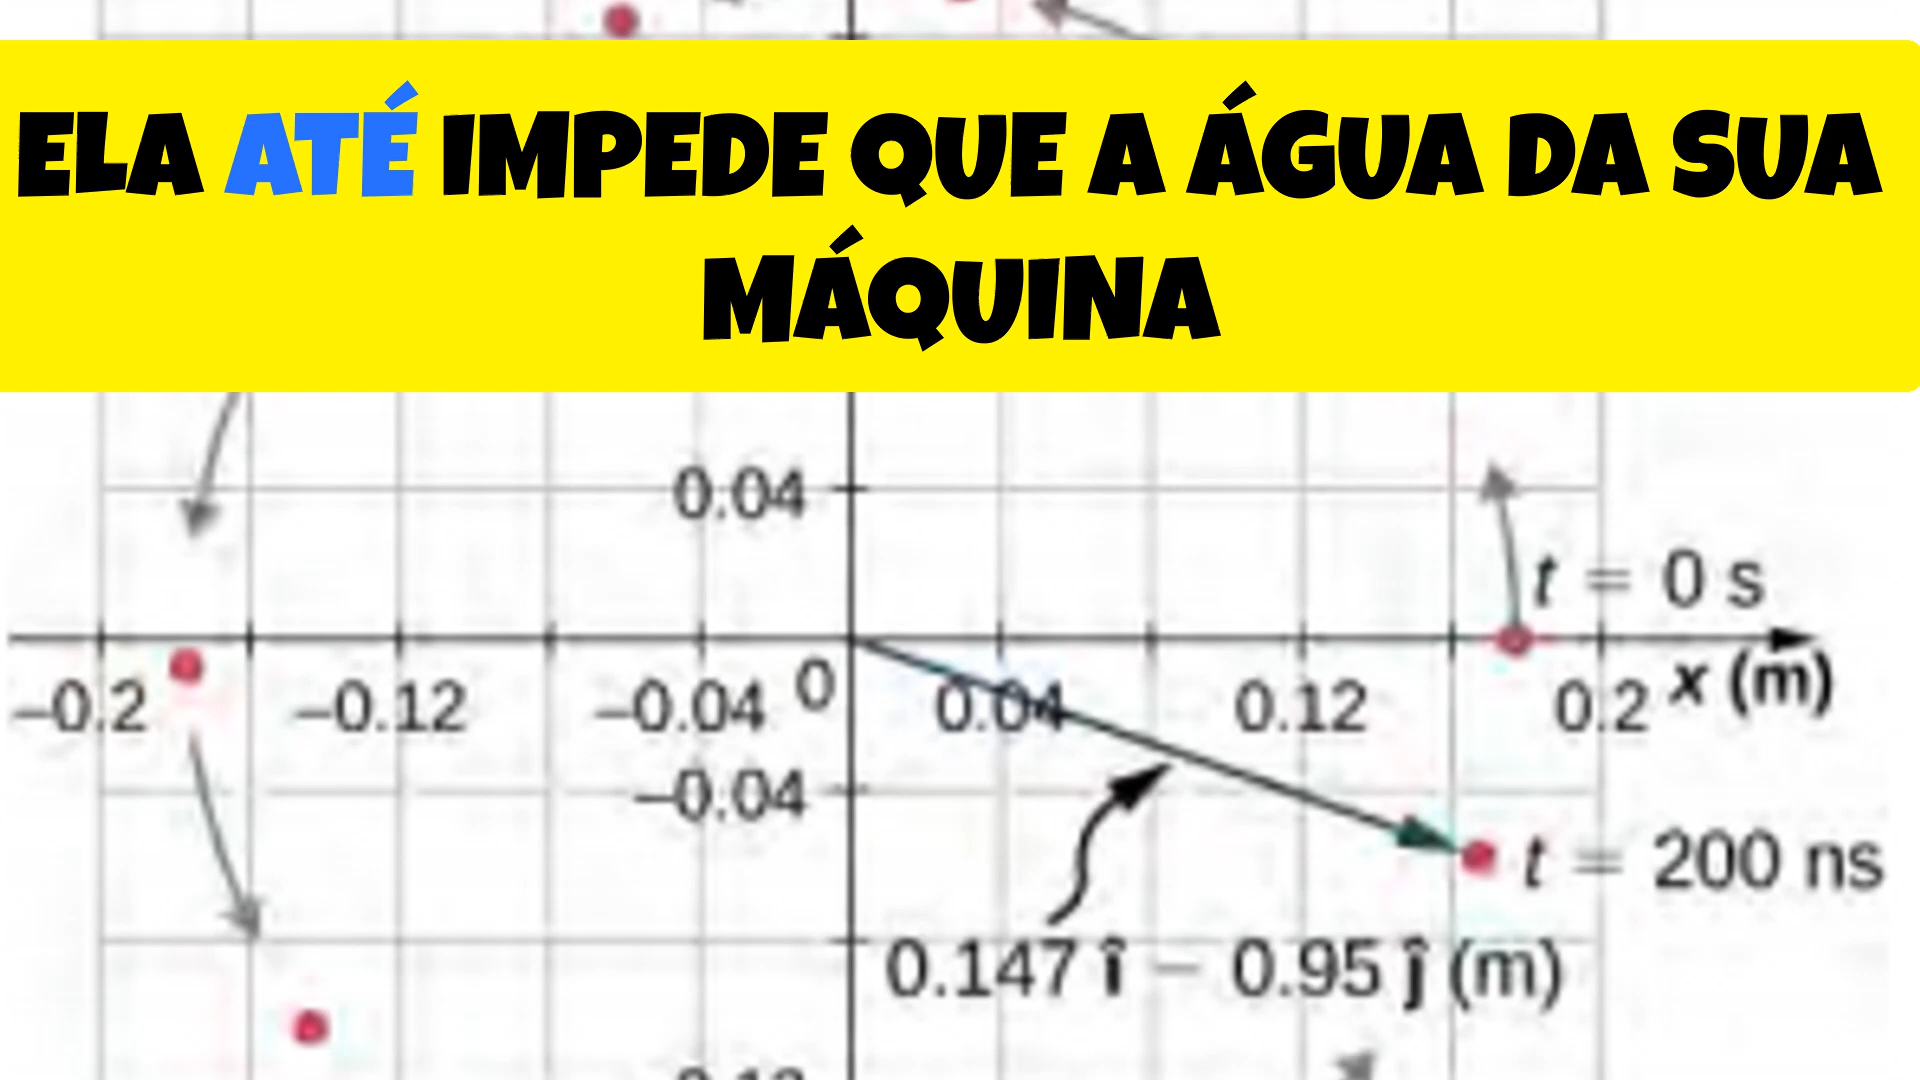 ELA ATÉ IMPEDE QUE A ÁGUA DA SUA
MÁQUINA
0.04
t = 0 s
−0.2 −0.12 −0.04 0 0.04 0.12 0.2 x (m)
−0.04
t = 200 ns
0.147 î − 0.95 ĵ (m)